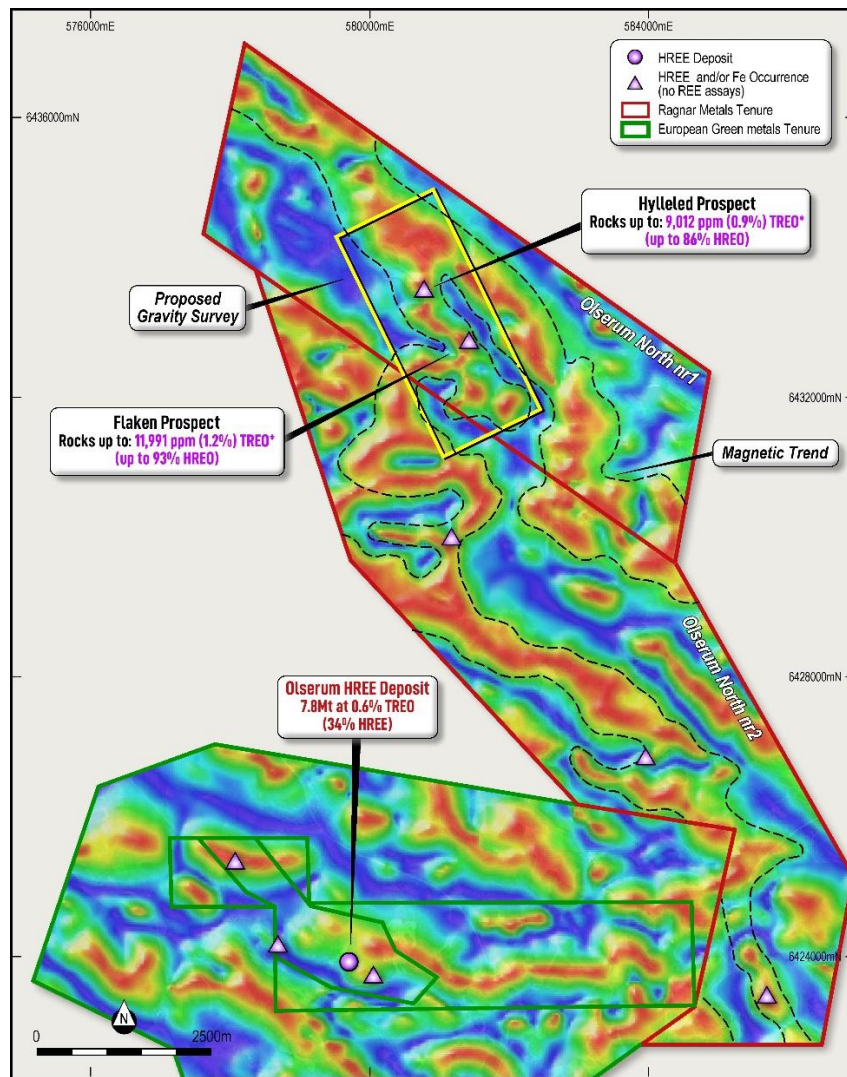 576000mE
580000mE
584000mE
HREE Deposit
HREE and/or Fe Occurrence
(no REE assays)
Ragnar Metals Tenure
European Green metals Tenure
6436000mN
Hylleled Prospect
Rocks up to: 9,012 ppm (0.9%) TREO*
(up to 86% HREO)
Proposed
Gravity Survey
Olserum North nr1
6432000mN
Flaken Prospect
Rocks up to: 11,991 ppm (1.2%) TREO*
(up to 93% HREO)
Magnetic Trend
Olserum North nr2
6428000mN
Olserum HREE Deposit
7.8Mt at 0.6% TREO
(34% HREE)
6424000mN
N
0
2500m